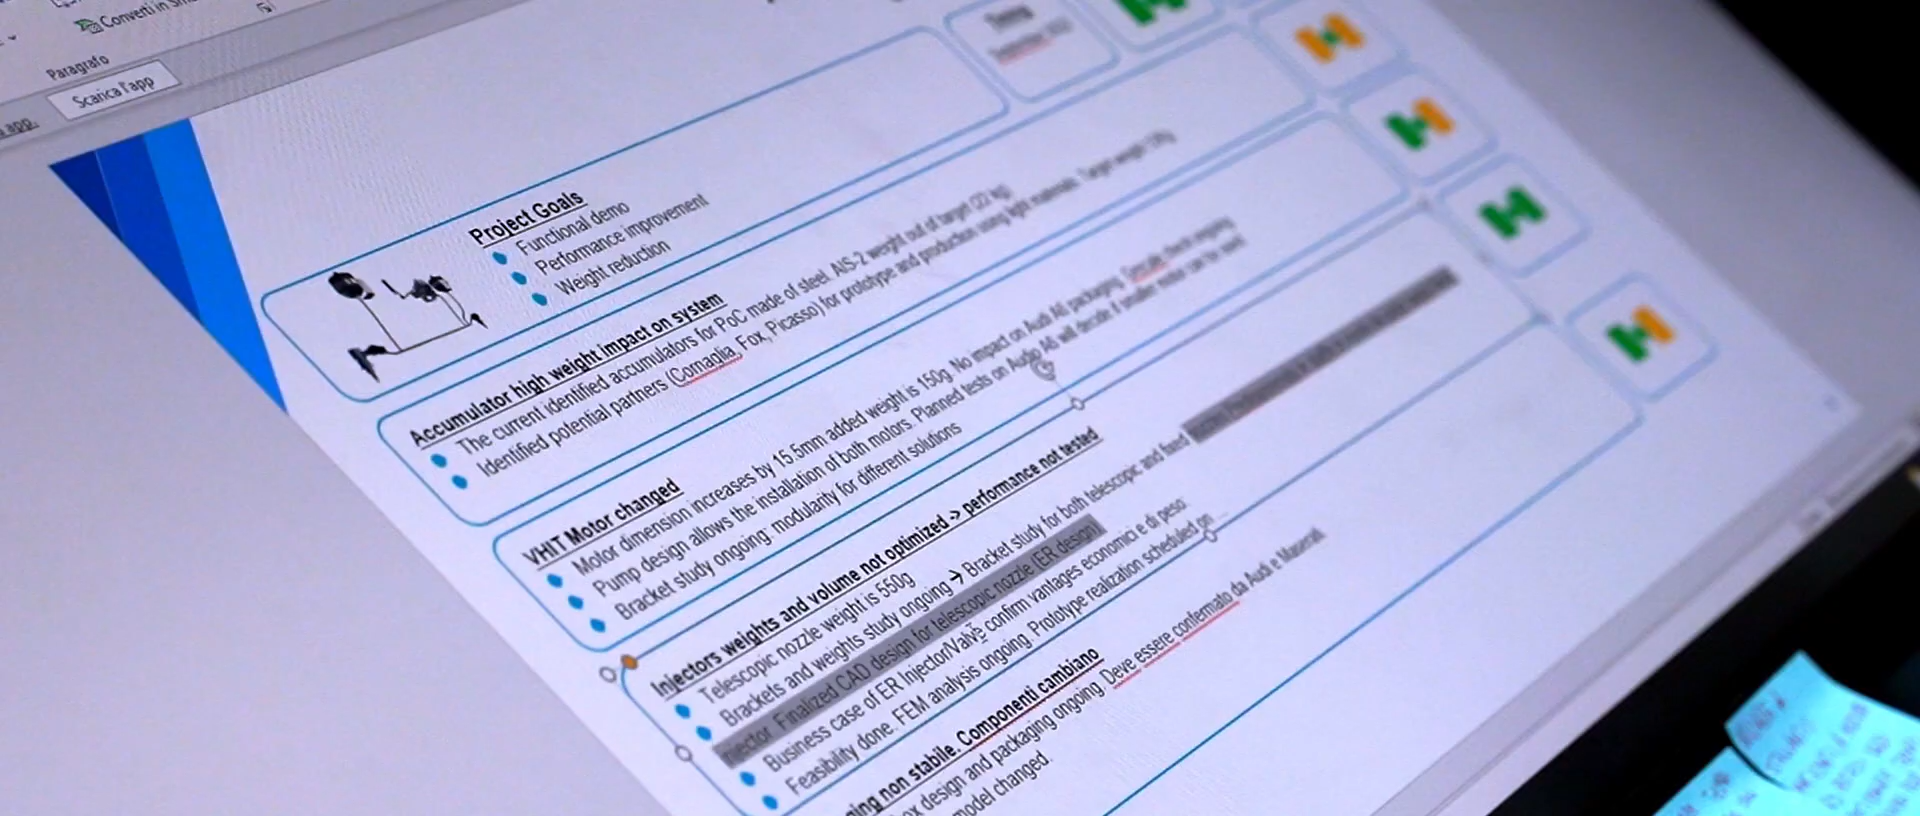 Converti in
Paragrafo
Scarica l'app
app.
Project Goals
Functional demo
Performance improvement
Weight reduction
Accumulator high weight impact on system
The current identified accumulators for PoC made of steel. AIS-2 weight out of target (22 kg)
Identified potential partners (Cornaglia, Fox, Picasso) for prototype and production using light materials. Target weight
VHIT Motor changed
Motor dimension increases by 15.5mm added weight is 150g. No impact on Audi A6 packaging.
Pump design allows the installation of both motors. Planned tests on Audi A6 will decide if smaller motor can be
Bracket study ongoing: modularity for different solutions
Injectors weights and volume not optimized -> performance not tested
Telescopic nozzle weight is 550g
Brackets and weights study ongoing → Bracket study for both telescopic and fixed
injector. Finalized CAD design for telescopic nozzle (ER design)
Business case of ER Injector/Valve confirm vantages economici e di peso:
Feasibility done. FEM analysis ongoing. Prototype realization scheduled on ...
non stabile. Componenti cambiano
design and packaging ongoing. Deve essere confermato da Audi e Maserati
model changed.